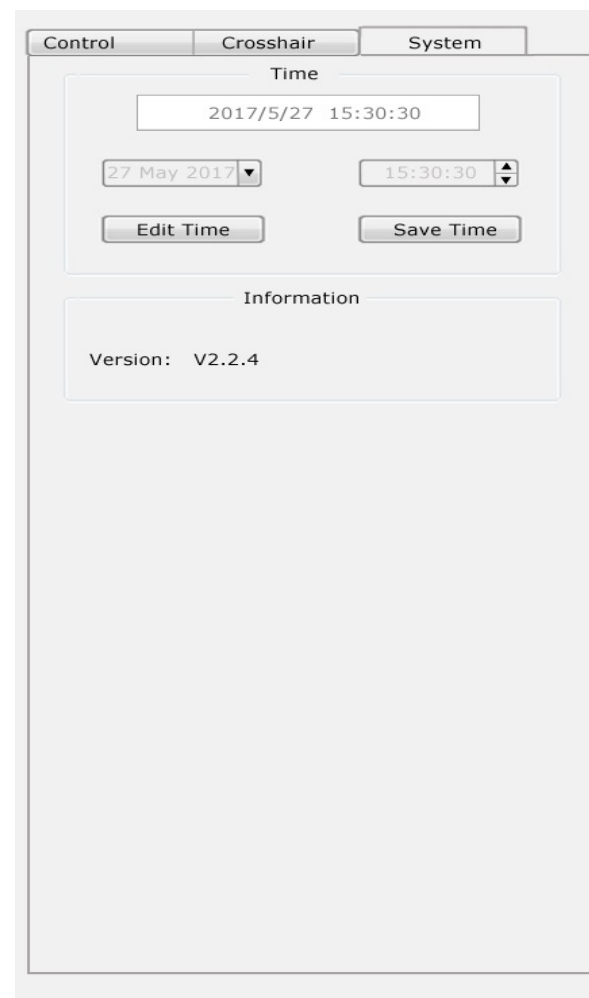 Control Crosshair System
Time
2017/5/27 15:30:30
27 May 2017 15:30:30
Edit Time Save Time
Information
Version: V2.2.4